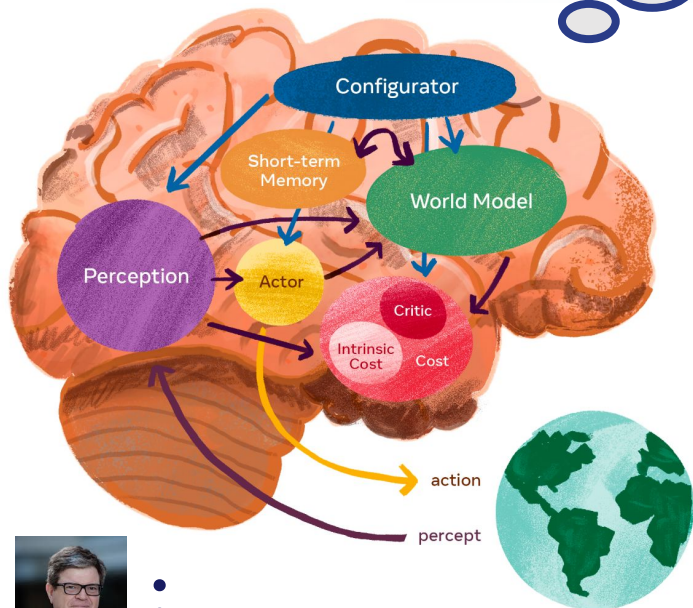 Configurator
Short-term
Memory
World Model
Perception
Actor
Critic
Intrinsic
Cost
Cost
action
percept